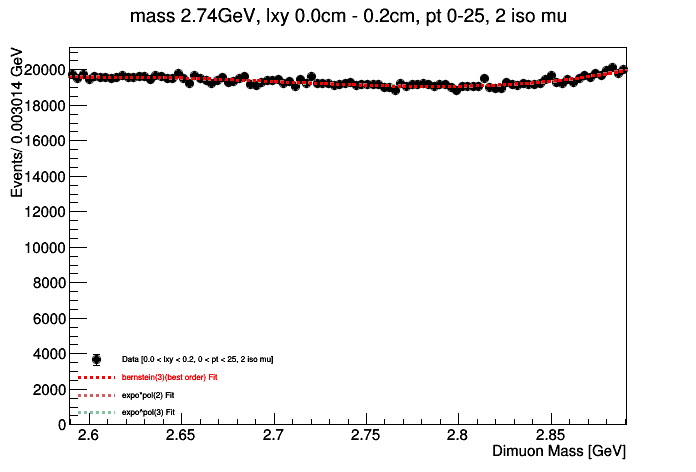 mass 2.74GeV, lxy 0.0cm - 0.2cm, pt 0-25, 2 iso mu
Events/ 0.003014 GeV
20000
18000
16000
14000
12000
10000
8000
6000
4000
2000
0
Data [0.0 < lxy < 0.2, 0 < pt < 25, 2 iso mu]
bernstein(3)(best order) Fit
expo*pol(2) Fit
expo^pol(3) Fit
2.6 2.65 2.7 2.75 2.8 2.85
Dimuon Mass [GeV]